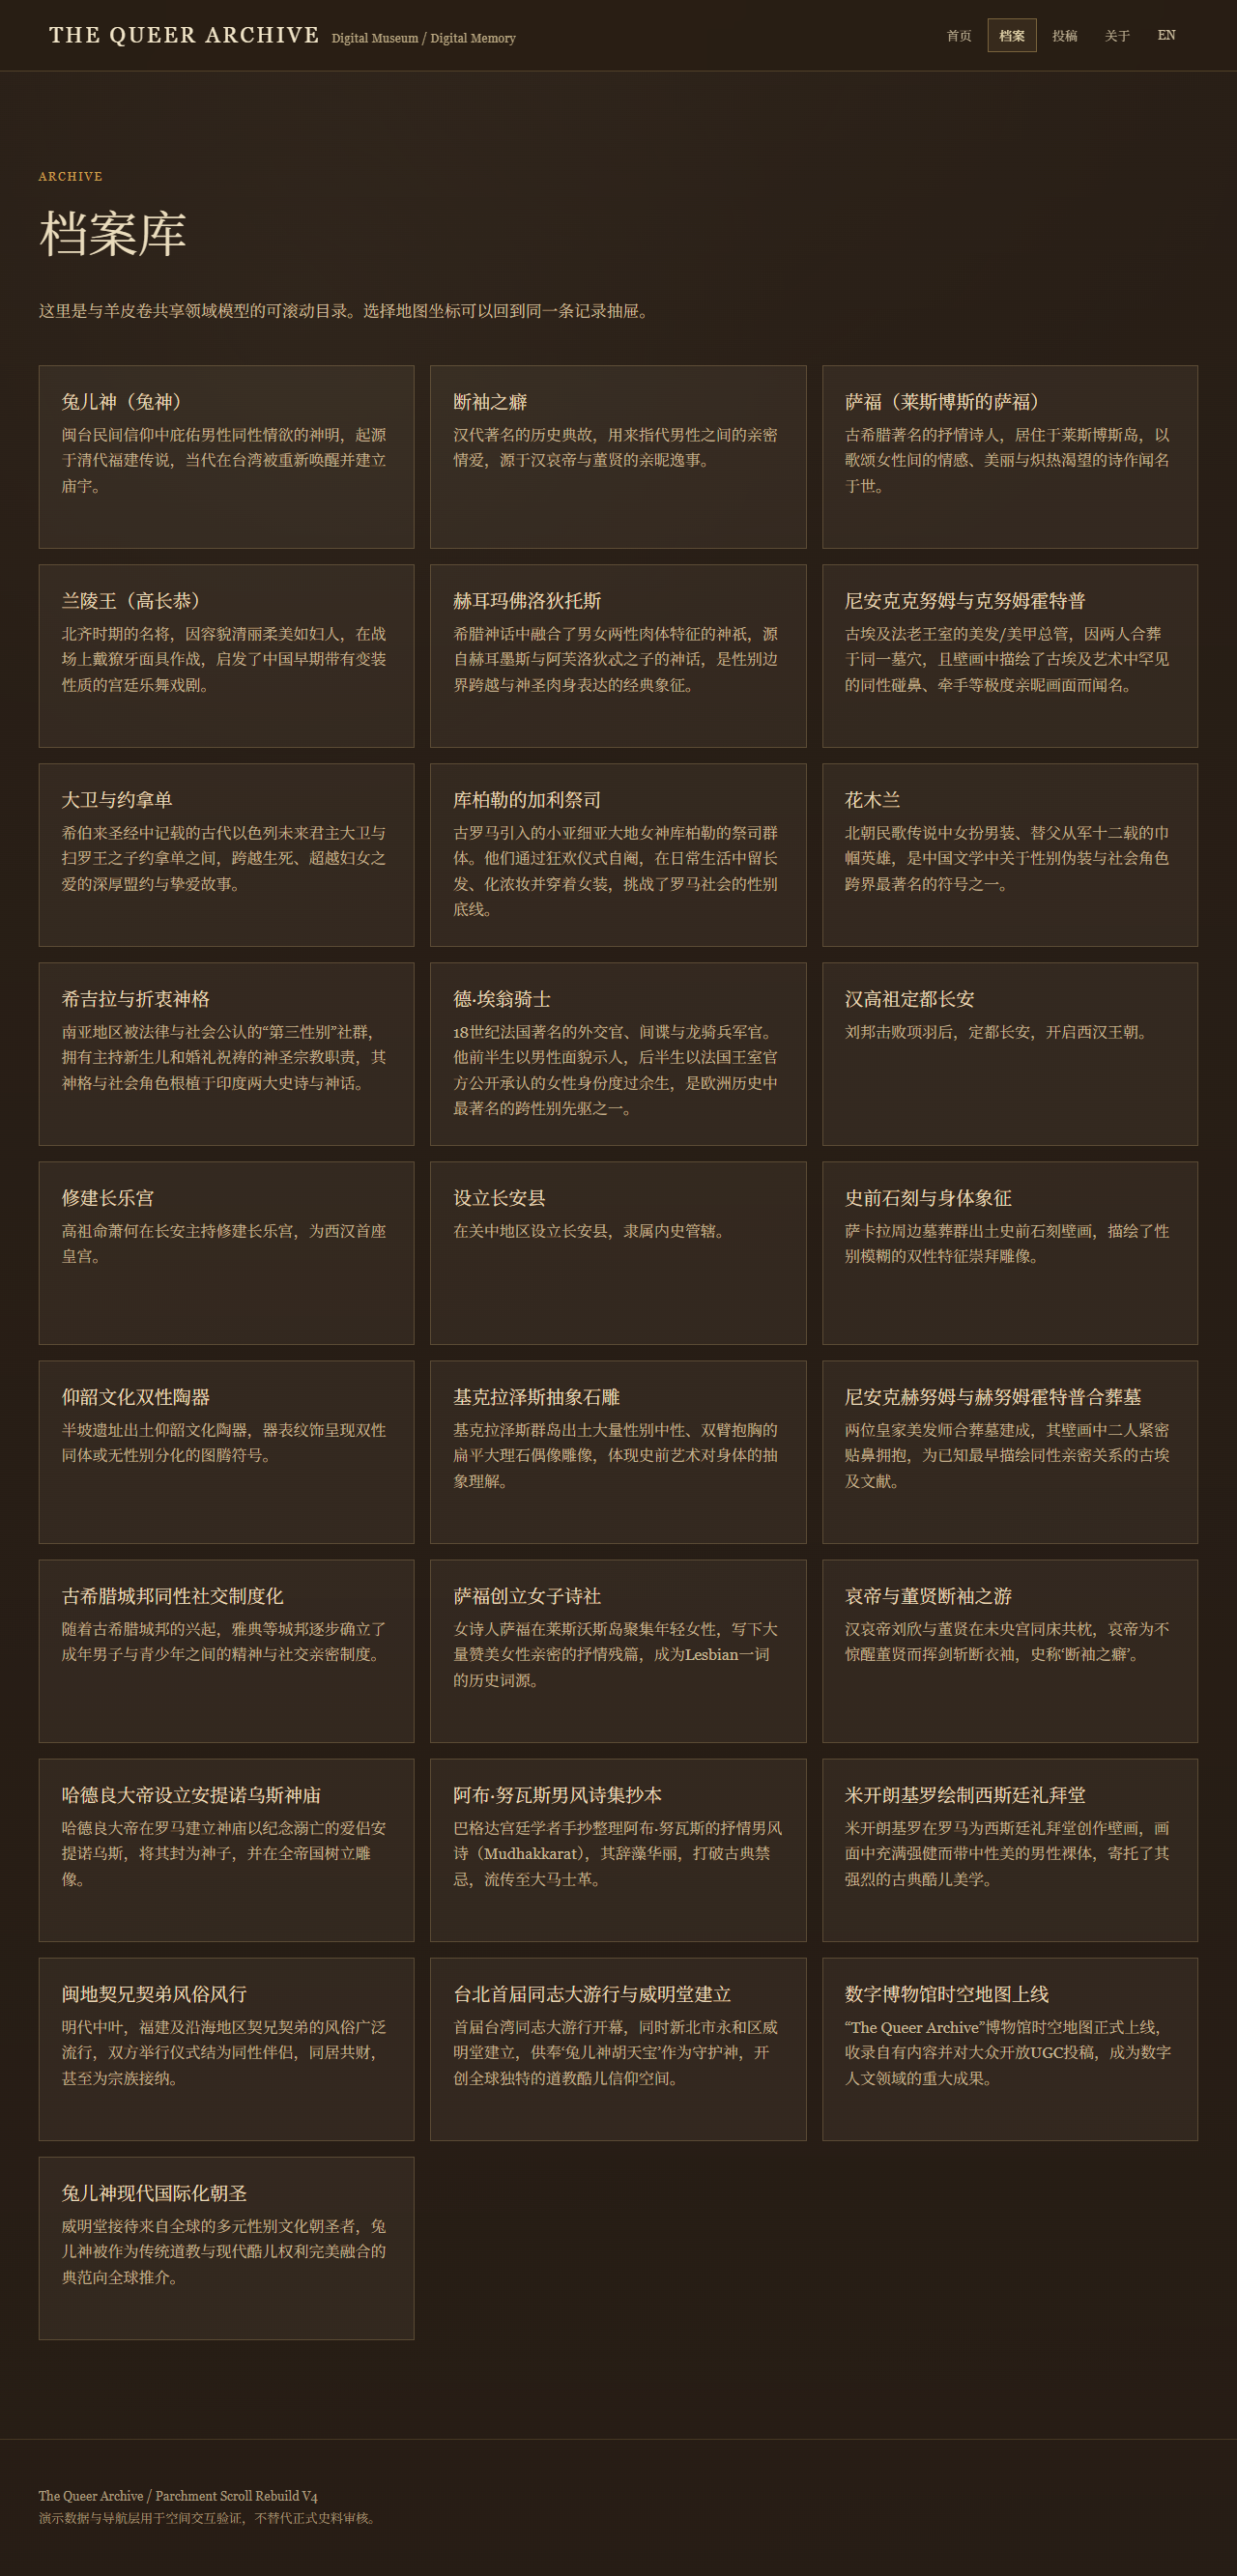 THE QUEER ARCHIVE Digital Museum / Digital Memory
首页 档案 投稿 关于 EN
ARCHIVE
档案库
这里是与羊皮卷共享领域模型的可滚动目录。选择地图坐标可以回到同一条记录抽屉。
兔儿神（兔神）
闽台民间信仰中庇佑男性同性情欲的神明，起源
于清代福建传说，当代在台湾被重新唤醒并建立
庙宇。
断袖之癖
汉代著名的历史典故，用来指代男性之间的亲密
情爱，源于汉哀帝与董贤的亲昵逸事。
萨福（莱斯博斯的萨福）
古希腊著名的抒情诗人，居住于莱斯博斯岛，以
歌颂女性间的情感、美丽与炽热渴望的诗作闻名
于世。
兰陵王（高长恭）
北齐时期的名将，因容貌清丽柔美如妇人，在战
场上戴獠牙面具作战，启发了中国早期带有变装
性质的宫廷乐舞戏剧。
赫耳玛佛洛狄托斯
希腊神话中融合了男女两性肉体特征的神祇，源
自赫耳墨斯与阿芙洛狄忒之子的神话，是性别边
界跨越与神圣肉身表达的经典象征。
尼安克克努姆与克努姆霍特普
古埃及法老王室的美发/美甲总管，因两人合葬
于同一墓穴，且壁画中描绘了古埃及艺术中罕见
的同性碰鼻、牵手等极度亲昵画面而闻名。
大卫与约拿单
希伯来圣经中记载的古代以色列未来君主大卫与
扫罗王之子约拿单之间，跨越生死、超越妇女之
爱的深厚盟约与挚爱故事。
库柏勒的加利祭司
古罗马引入的小亚细亚大地女神库柏勒的祭司群
体。他们通过狂欢仪式自阉，在日常生活中留长
发、化浓妆并穿着女装，挑战了罗马社会的性别
底线。
花木兰
北朝民歌传说中女扮男装、替父从军十二载的巾
帼英雄，是中国文学中关于性别伪装与社会角色
跨界最著名的符号之一。
希吉拉与折衷神格
南亚地区被法律与社会公认的“第三性别”社群，
拥有主持新生儿和婚礼祝祷的神圣宗教职责，其
神格与社会角色根植于印度两大史诗与神话。
德·埃翁骑士
18世纪法国著名的外交官、间谍与龙骑兵军官。
他前半生以男性面貌示人，后半生以法国王室官
方公开承认的女性身份度过余生，是欧洲历史中
最著名的跨性别先驱之一。
汉高祖定都长安
刘邦击败项羽后，定都长安，开启西汉王朝。
修建长乐宫
高祖命萧何在长安主持修建长乐宫，为西汉首座
皇宫。
设立长安县
在关中地区设立长安县，隶属内史管辖。
史前石刻与身体象征
萨卡拉周边墓葬群出土史前石刻壁画，描绘了性
别模糊的双性特征崇拜雕像。
仰韶文化双性陶器
半坡遗址出土仰韶文化陶器，器表纹饰呈现双性
同体或无性别分化的图腾符号。
基克拉泽斯抽象石雕
基克拉泽斯群岛出土大量性别中性、双臂抱胸的
扁平大理石偶像雕像，体现史前艺术对身体的抽
象理解。
尼安克赫努姆与赫努姆霍特普合葬墓
两位皇家美发师合葬墓建成，其壁画中二人紧密
贴鼻拥抱，为已知最早描绘同性亲密关系的古埃
及文献。
古希腊城邦同性社交制度化
随着古希腊城邦的兴起，雅典等城邦逐步确立了
成年男子与青少年之间的精神与社交亲密制度。
萨福创立女子诗社
女诗人萨福在莱斯沃斯岛聚集年轻女性，写下大
量赞美女性亲密的抒情残篇，成为Lesbian一词
的历史词源。
哀帝与董贤断袖之游
汉哀帝刘欣与董贤在未央宫同床共枕，哀帝为不
惊醒董贤而挥剑斩断衣袖，史称‘断袖之癖’。
哈德良大帝设立安提诺乌斯神庙
哈德良大帝在罗马建立神庙以纪念溺亡的爱侣安
提诺乌斯，将其封为神子，并在全帝国树立雕
像。
阿布·努瓦斯男风诗集抄本
巴格达宫廷学者手抄整理阿布·努瓦斯的抒情男风
诗（Mudhakkarat），其辞藻华丽，打破古典禁
忌，流传至大马士革。
米开朗基罗绘制西斯廷礼拜堂
米开朗基罗在罗马为西斯廷礼拜堂创作壁画，画
面中充满强健而带中性美的男性裸体，寄托了其
强烈的古典酷儿美学。
闽地契兄契弟风俗风行
明代中叶，福建及沿海地区契兄契弟的风俗广泛
流行，双方举行仪式结为同性伴侣，同居共财，
甚至为宗族接纳。
台北首届同志大游行与威明堂建立
首届台湾同志大游行开幕，同时新北市永和区威
明堂建立，供奉‘兔儿神胡天宝’作为守护神，开
创全球独特的道教酷儿信仰空间。
数字博物馆时空地图上线
“The Queer Archive”博物馆时空地图正式上线，
收录自有内容并对大众开放UGC投稿，成为数字
人文领域的重大成果。
兔儿神现代国际化朝圣
威明堂接待来自全球的多元性别文化朝圣者，兔
儿神被作为传统道教与现代酷儿权利完美融合的
典范向全球推介。
The Queer Archive / Parchment Scroll Rebuild V4
演示数据与导航层用于空间交互验证，不替代正式史料审核。